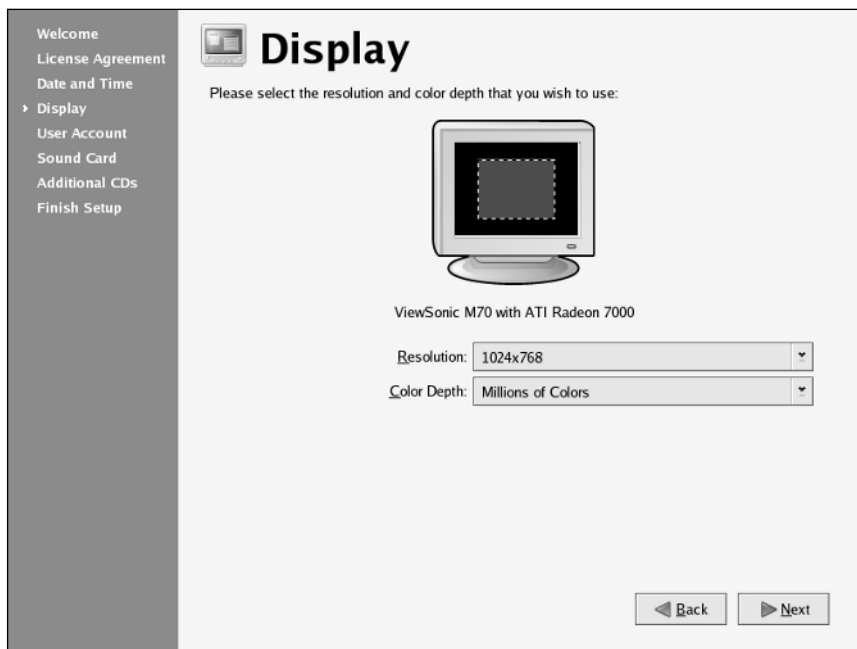 Welcome
License Agreement
Date and Time
Display
User Account
Sound Card
Additional CDs
Finish Setup
Display
Please select the resolution and color depth that you wish to use:
ViewSonic M70 with ATI Radeon 7000
Resolution: 1024x768
Color Depth: Millions of Colors
Back Next